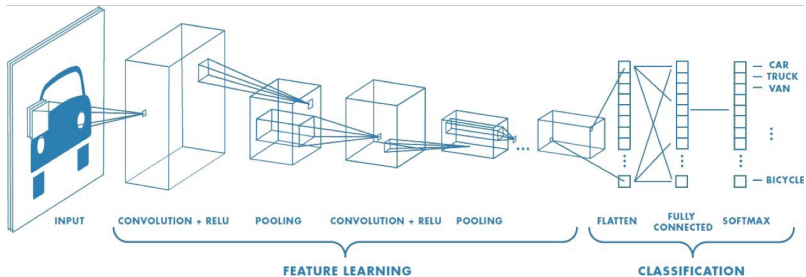 CAR
TRUCK
VAN
BICYCLE
INPUT
CONVOLUTION + RELU
POOLING
CONVOLUTION + RELU
POOLING
FLATTEN
FULLY
CONNECTED
SOFTMAX
FEATURE LEARNING
CLASSIFICATION